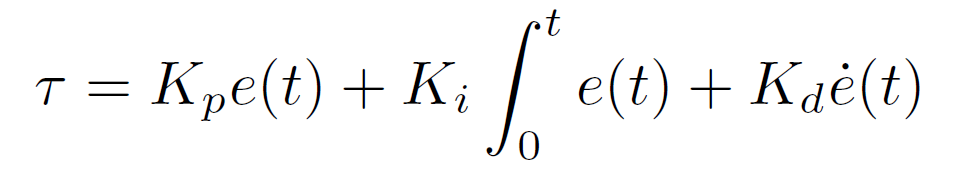 τ = K_p e(t) + K_i ∫_0^t e(t) + K_d ė(t)